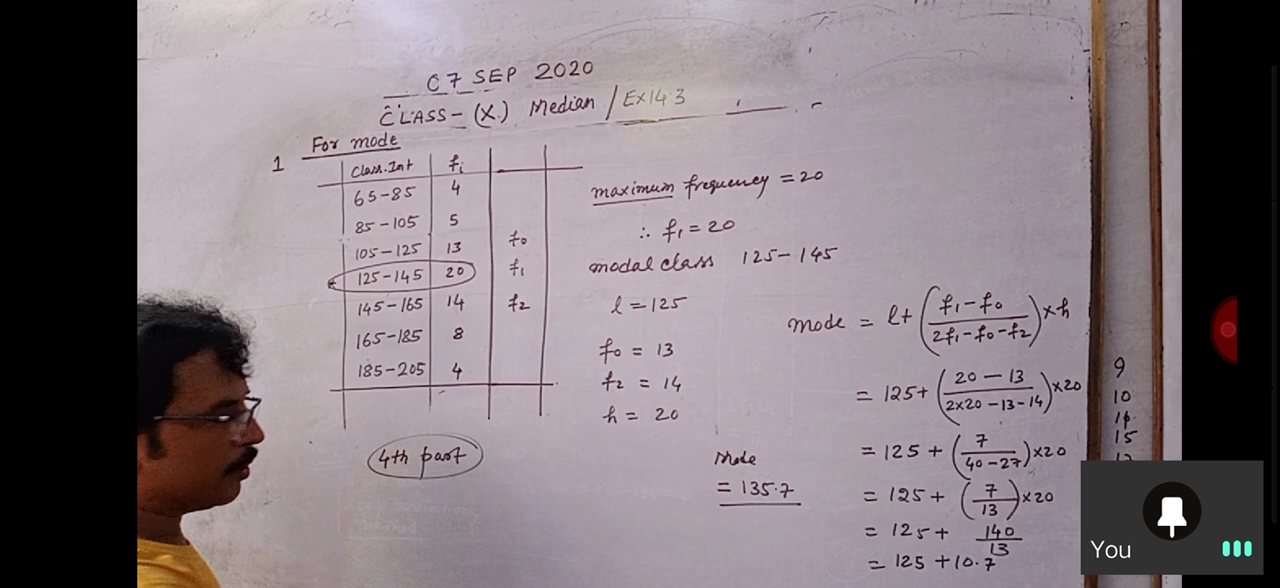 07 SEP 2020
CLASS - (X) Median / Ex14.3
1 For mode
Class.Int fi
65-85 4
85-105 5
105-125 13 f0
125-145 20 f1
145-165 14 f2
165-185 8
185-205 4
4th part
maximum frequency = 20
∴ f1 = 20
modal class 125-145
l = 125
f0 = 13
f2 = 14
h = 20
mode = l + (f1 - f0 / 2f1 - f0 - f2) × h
= 125 + (20 - 13 / 2×20 - 13 - 14) ×20
= 125 + (7 / 40-27) ×20
= 125 + (7 / 13) ×20
= 125 + 140 / 13
= 125 + 10.7
Mode
= 135.7
9
10
15
You